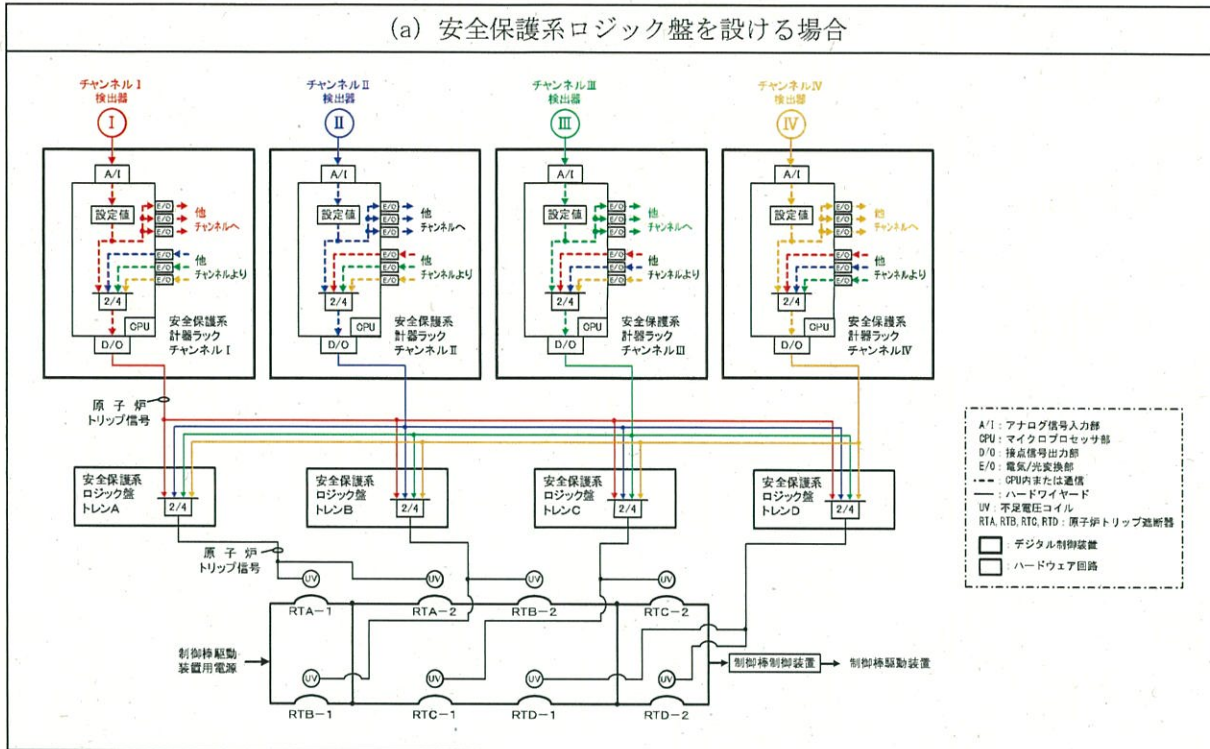 (a) 安全保護系ロジック盤を設ける場合
チャンネルⅠ
検出器
Ⅰ
チャンネルⅡ
検出器
Ⅱ
チャンネルⅢ
検出器
Ⅲ
チャンネルⅣ
検出器
Ⅳ
A/I
設定値
E/O
E/O
E/O
他
チャンネルへ
E/O
E/O
E/O
他
チャンネルより
2/4
CPU
D/O
安全保護系
計器ラック
チャンネルⅠ
A/I
設定値
E/O
E/O
E/O
他
チャンネルへ
E/O
E/O
E/O
他
チャンネルより
2/4
CPU
D/O
安全保護系
計器ラック
チャンネルⅡ
A/I
設定値
E/O
E/O
E/O
他
チャンネルへ
E/O
E/O
E/O
他
チャンネルより
2/4
CPU
D/O
安全保護系
計器ラック
チャンネルⅢ
A/I
設定値
E/O
E/O
E/O
他
チャンネルへ
E/O
E/O
E/O
他
チャンネルより
2/4
CPU
D/O
安全保護系
計器ラック
チャンネルⅣ
原子炉
トリップ信号
安全保護系
ロジック盤
トレンA
2/4
安全保護系
ロジック盤
トレンB
2/4
安全保護系
ロジック盤
トレンC
2/4
安全保護系
ロジック盤
トレンD
2/4
原子炉
トリップ信号
UV
UV
UV
UV
RTA-1
RTA-2
RTB-2
RTC-2
制御棒駆動
装置用電源
UV
UV
UV
UV
RTB-1
RTC-1
RTD-1
RTD-2
制御棒制御装置
制御棒駆動装置
A/I:アナログ信号入力部
CPU:マイクロプロセッサ部
D/O:接点信号出力部
E/O:電気/光変換部
:CPU内または通信
:ハードワイヤード
UV:不足電圧コイル
RTA,RTB,RTC,RTD:原子炉トリップ遮断器
:デジタル制御装置
:ハードウェア回路